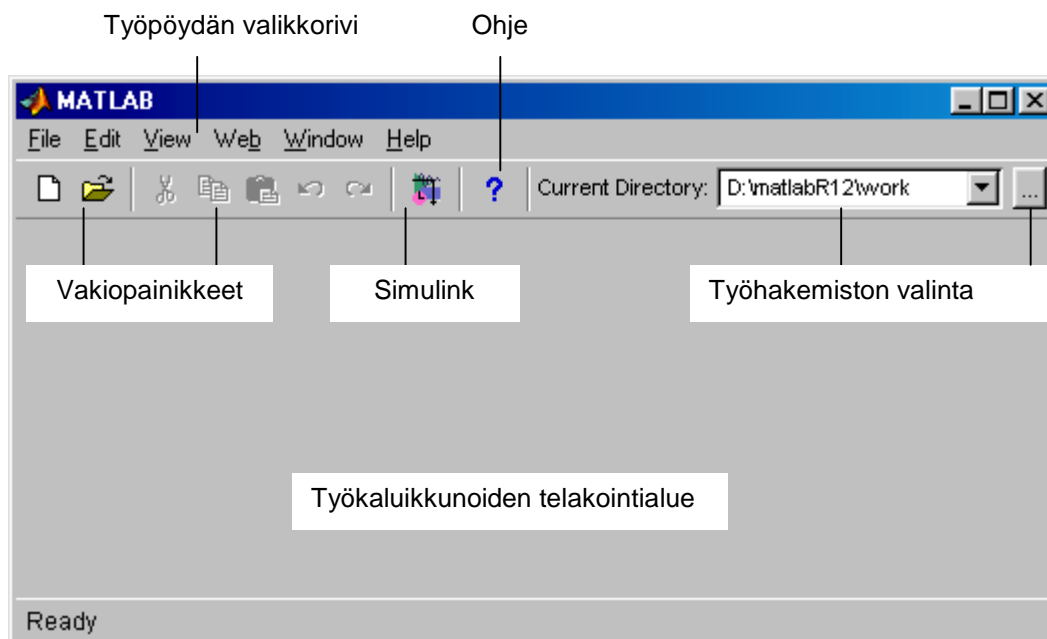 Työpöydän valikkorivi Ohje
MATLAB
File Edit View Web Window Help
? Current Directory: D:\matlabR12\work ...
Vakiopainikkeet Simulink Työhakemiston valinta
Työkaluikkunoiden telakointialue
Ready